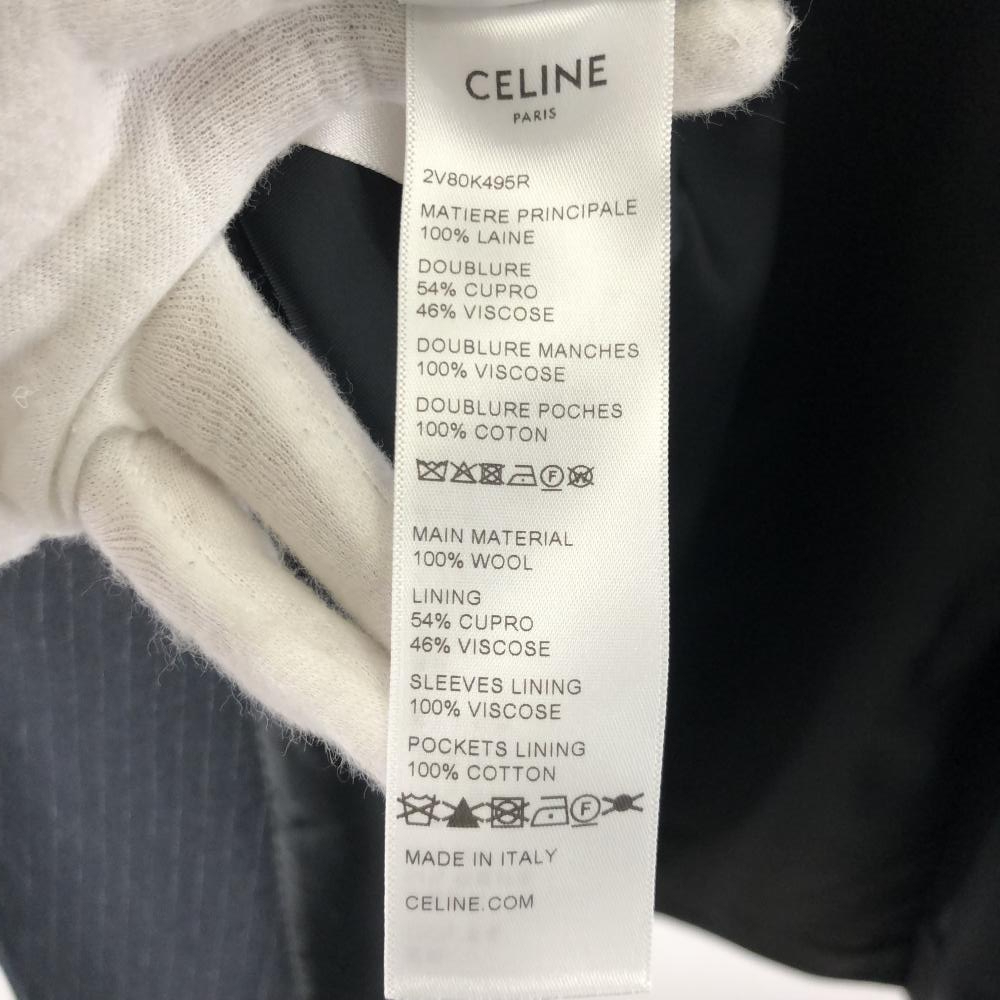 CELINE
PARIS
2V80K495R
MATIERE PRINCIPALE
100% LAINE
DOUBLURE
54% CUPRO
46% VISCOSE
DOUBLURE MANCHES
100% VISCOSE
DOUBLURE POCHES
100% COTON
F W
MAIN MATERIAL
100% WOOL
LINING
54% CUPRO
46% VISCOSE
SLEEVES LINING
100% VISCOSE
POCKETS LINING
100% COTTON
F
MADE IN ITALY
CELINE.COM